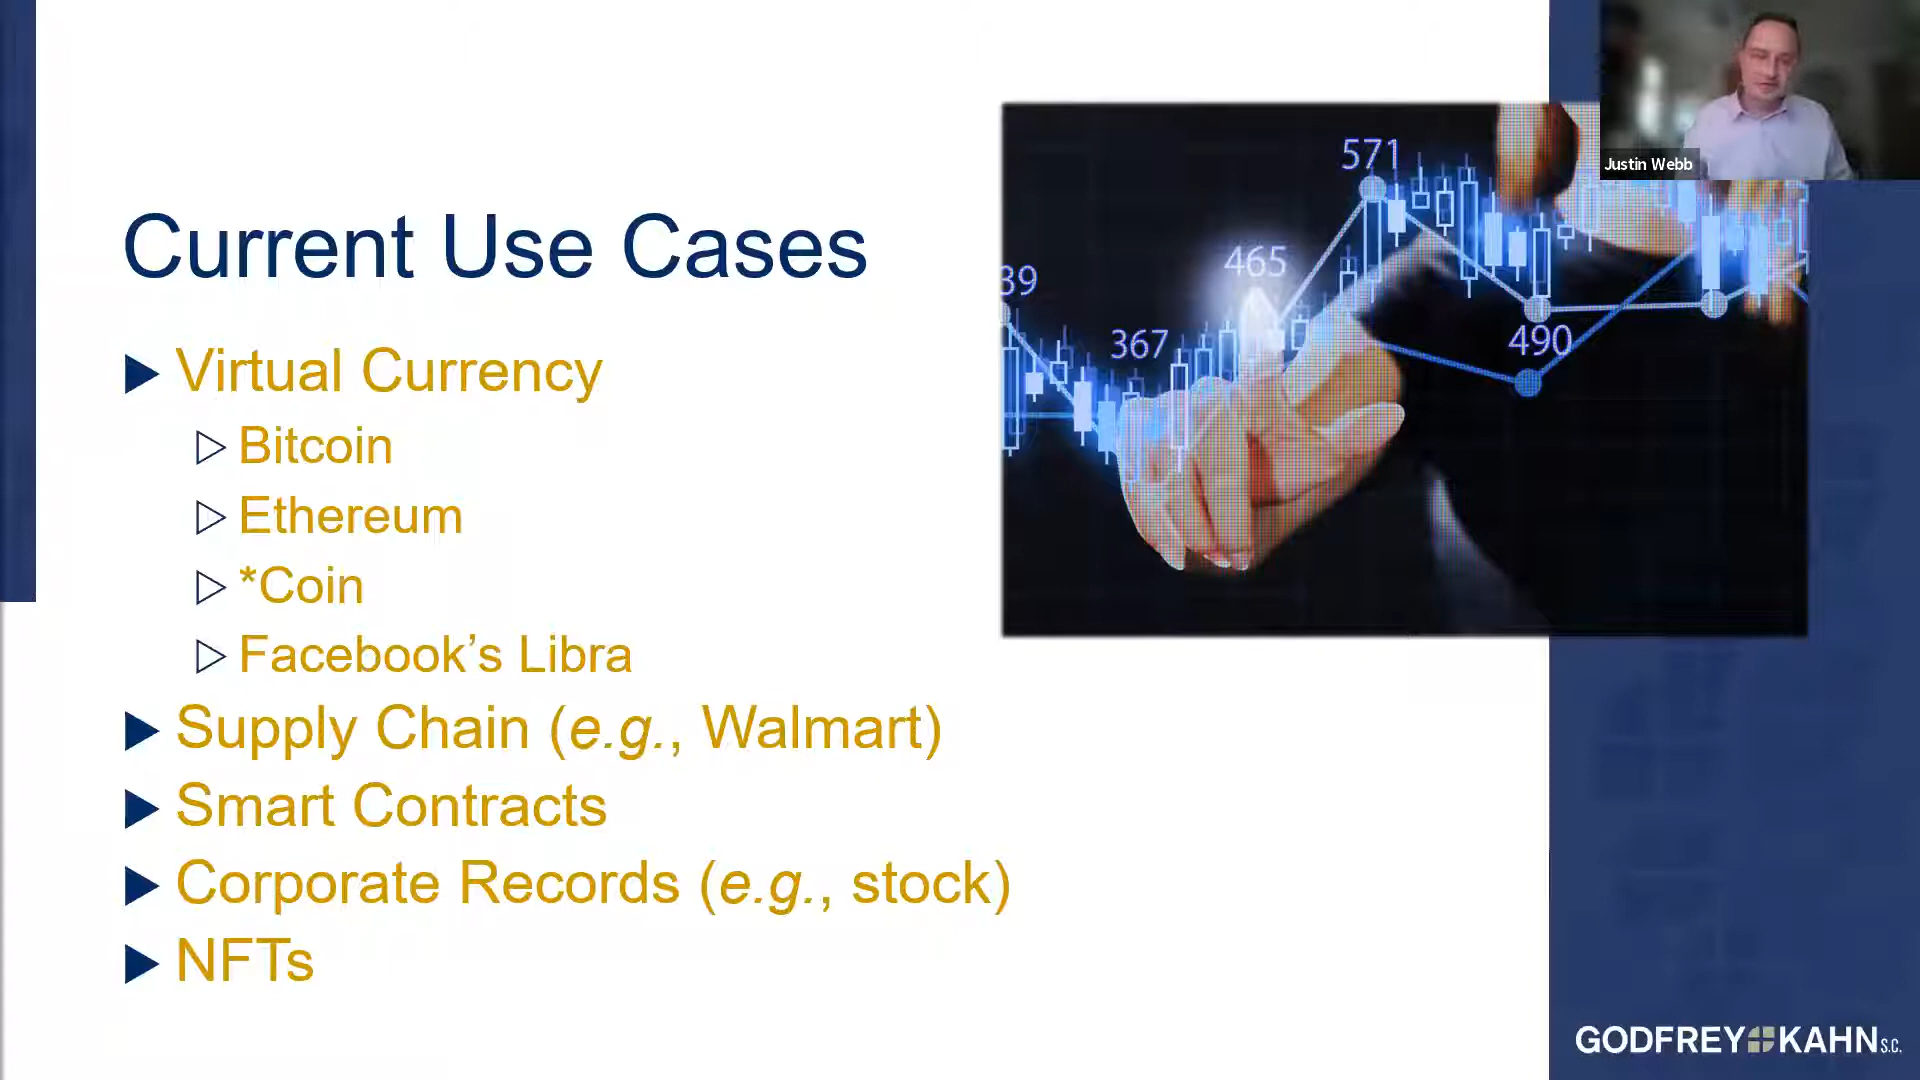 Current Use Cases
Virtual Currency
Bitcoin
Ethereum
*Coin
Facebook’s Libra
Supply Chain (e.g., Walmart)
Smart Contracts
Corporate Records (e.g., stock)
NFTs
39
367
465
571
490
Justin Webb
GODFREY KAHN S.C.